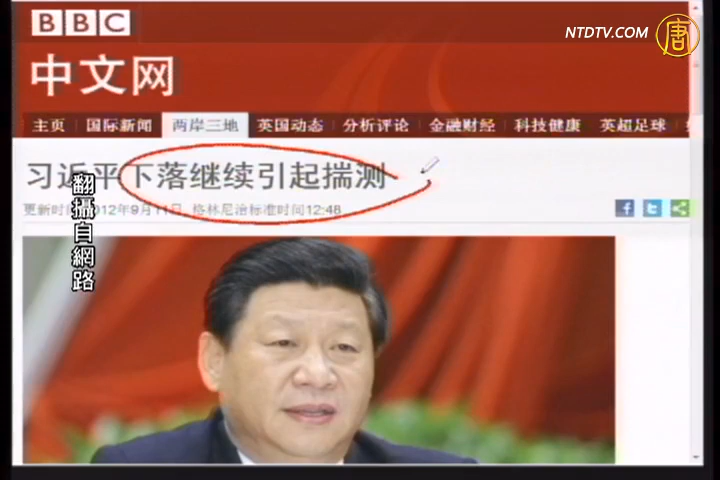 BBC
NTDTV.COM
唐
中文网
主页 国际新闻 两岸三地 英国动态 分析评论 金融财经 科技健康 英超足球
习近平下落继续引起揣测
更新时间 2012年9月11日, 格林尼治标准时间12:48
翻攝自網路